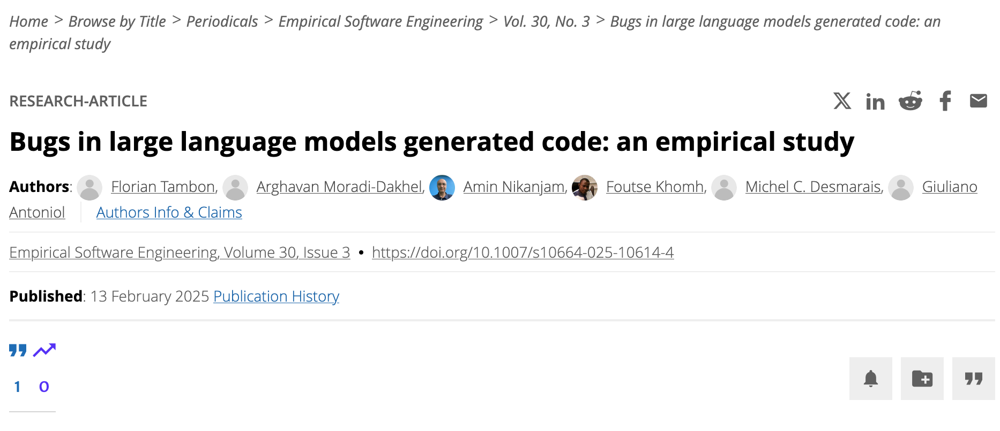 Home > Browse by Title > Periodicals > Empirical Software Engineering > Vol. 30, No. 3 > Bugs in large language models generated code: an
empirical study
RESEARCH-ARTICLE
Bugs in large language models generated code: an empirical study
Authors: Florian Tambon, Arghavan Moradi-Dakhel, Amin Nikanjam, Foutse Khomh, Michel C. Desmarais, Giuliano
Antoniol Authors Info & Claims
Empirical Software Engineering, Volume 30, Issue 3 • https://doi.org/10.1007/s10664-025-10614-4
Published: 13 February 2025 Publication History
1 0